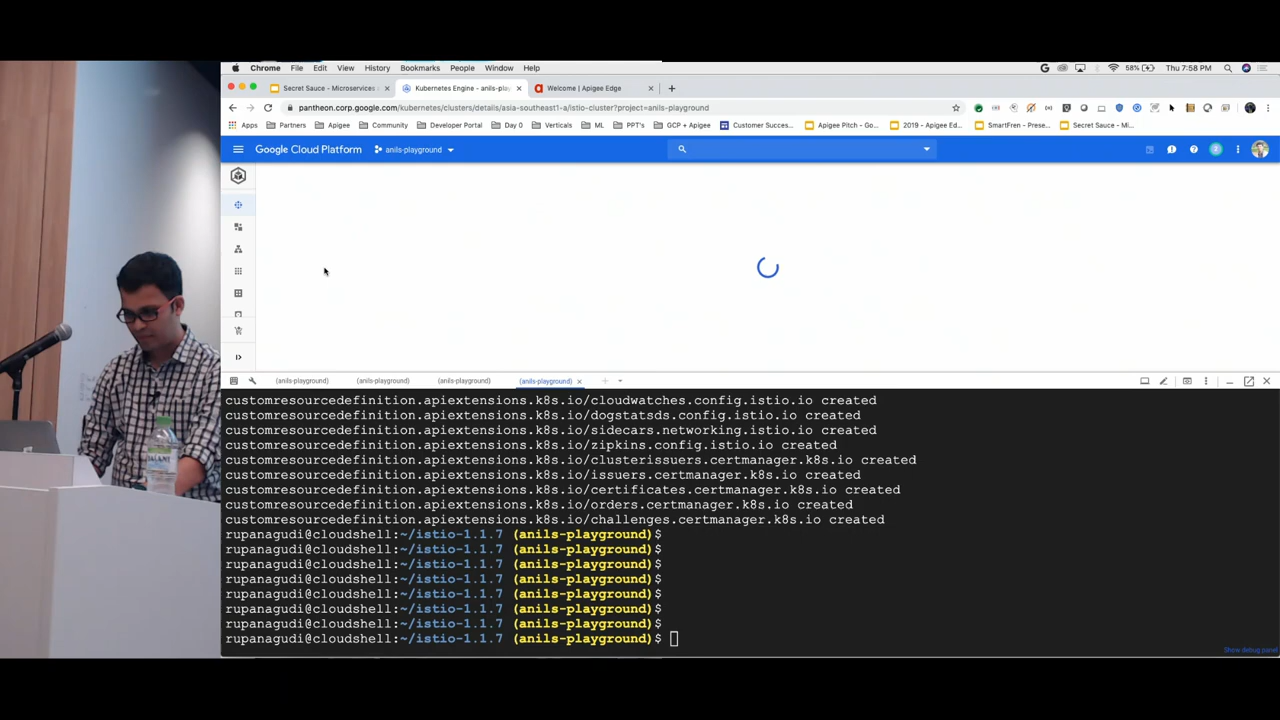 Chrome File Edit View History Bookmarks People Window Help
58% Thu 7:58 PM
Secret Sauce - Microservices
Kubernetes Engine - anils-play
Welcome | Apigee Edge
pantheon.corp.google.com/kubernetes/clusters/details/asia-southeast1-a/istio-cluster?project=anils-playground
Apps Partners Apigee Community Developer Portal Day 0 Verticals ML PPT's GCP + Apigee Customer Succes... Apigee Pitch - Go... 2019 - Apigee Ed... SmartFren - Prese... Secret Sauce - Mi...
Google Cloud Platform anils-playground
(anils-playground) (anils-playground) (anils-playground) (anils-playground)
customresourcedefinition.apiextensions.k8s.io/cloudwatches.config.istio.io created
customresourcedefinition.apiextensions.k8s.io/dogstatsds.config.istio.io created
customresourcedefinition.apiextensions.k8s.io/sidecars.networking.istio.io created
customresourcedefinition.apiextensions.k8s.io/zipkins.config.istio.io created
customresourcedefinition.apiextensions.k8s.io/clusterissuers.certmanager.k8s.io created
customresourcedefinition.apiextensions.k8s.io/issuers.certmanager.k8s.io created
customresourcedefinition.apiextensions.k8s.io/certificates.certmanager.k8s.io created
customresourcedefinition.apiextensions.k8s.io/orders.certmanager.k8s.io created
customresourcedefinition.apiextensions.k8s.io/challenges.certmanager.k8s.io created
rupanagudi@cloudshell:~/istio-1.1.7 (anils-playground)$
rupanagudi@cloudshell:~/istio-1.1.7 (anils-playground)$
rupanagudi@cloudshell:~/istio-1.1.7 (anils-playground)$
rupanagudi@cloudshell:~/istio-1.1.7 (anils-playground)$
rupanagudi@cloudshell:~/istio-1.1.7 (anils-playground)$
rupanagudi@cloudshell:~/istio-1.1.7 (anils-playground)$
rupanagudi@cloudshell:~/istio-1.1.7 (anils-playground)$
rupanagudi@cloudshell:~/istio-1.1.7 (anils-playground)$
Show debug panel